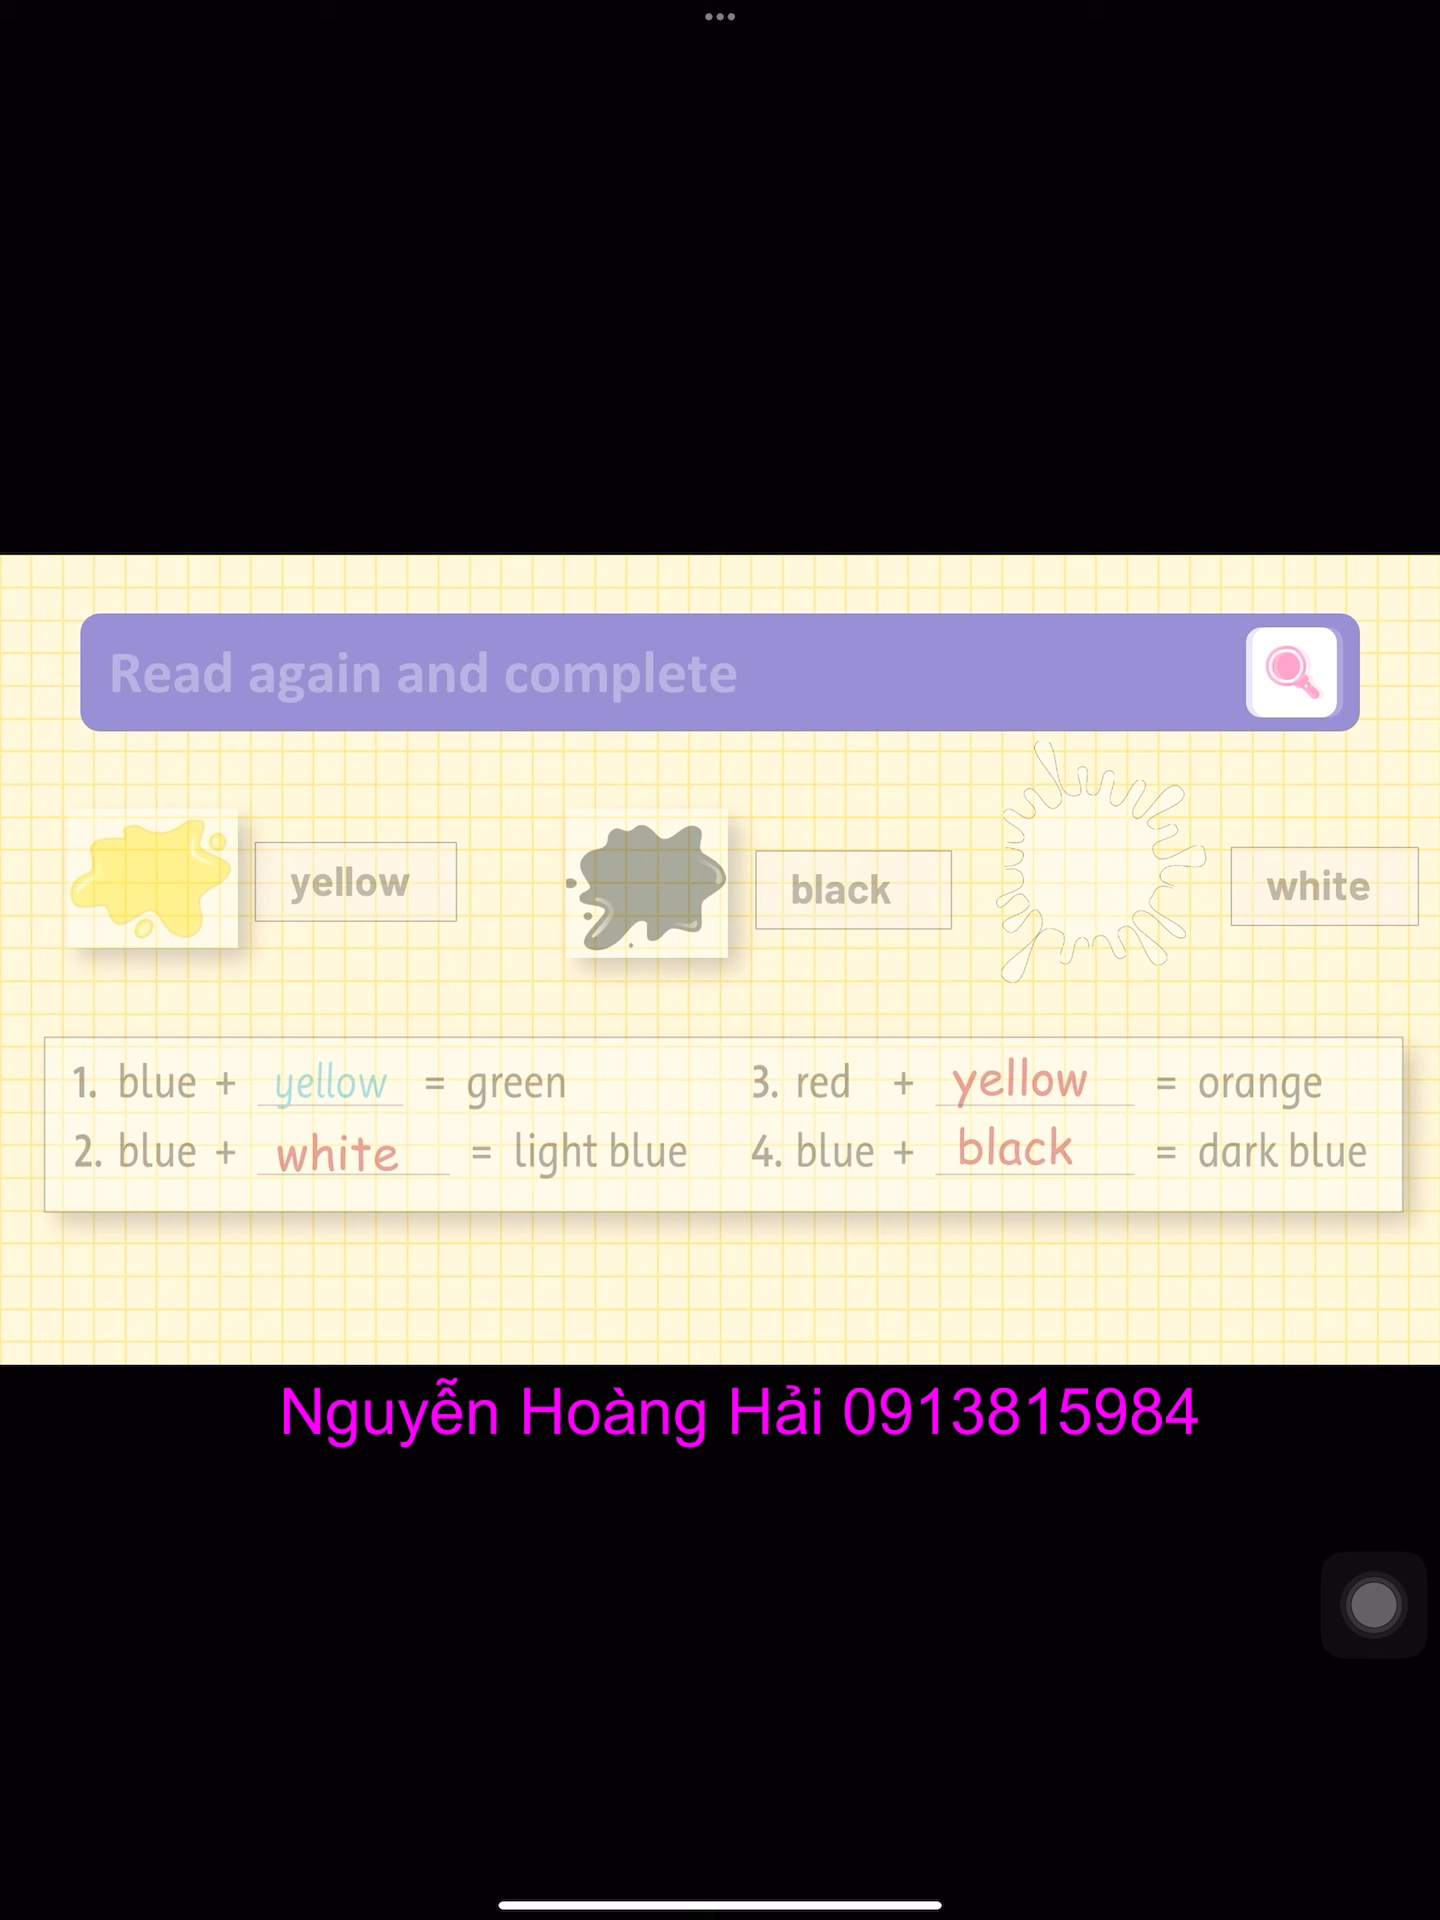 Read again and complete
yellow
black
white
1. blue + yellow = green
2. blue + white = light blue
3. red + yellow = orange
4. blue + black = dark blue
Nguyễn Hoàng Hải 0913815984